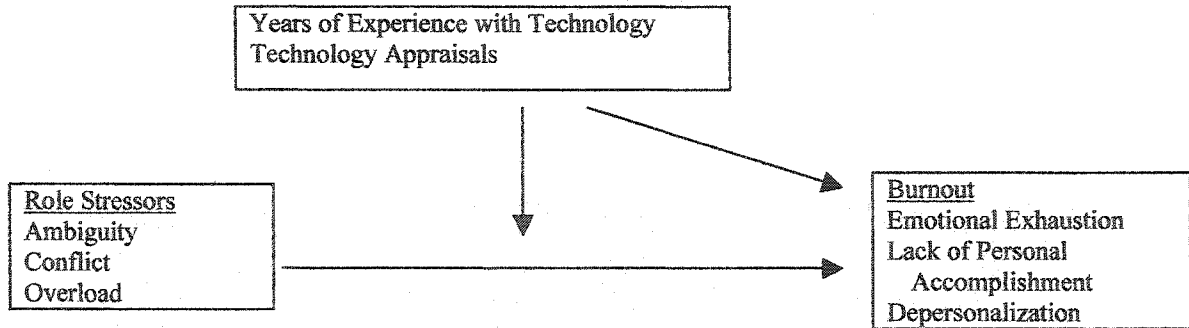 Years of Experience with Technology
Technology Appraisals
Role Stressors
Ambiguity
Conflict
Overload
Burnout
Emotional Exhaustion
Lack of Personal
Accomplishment
Depersonalization